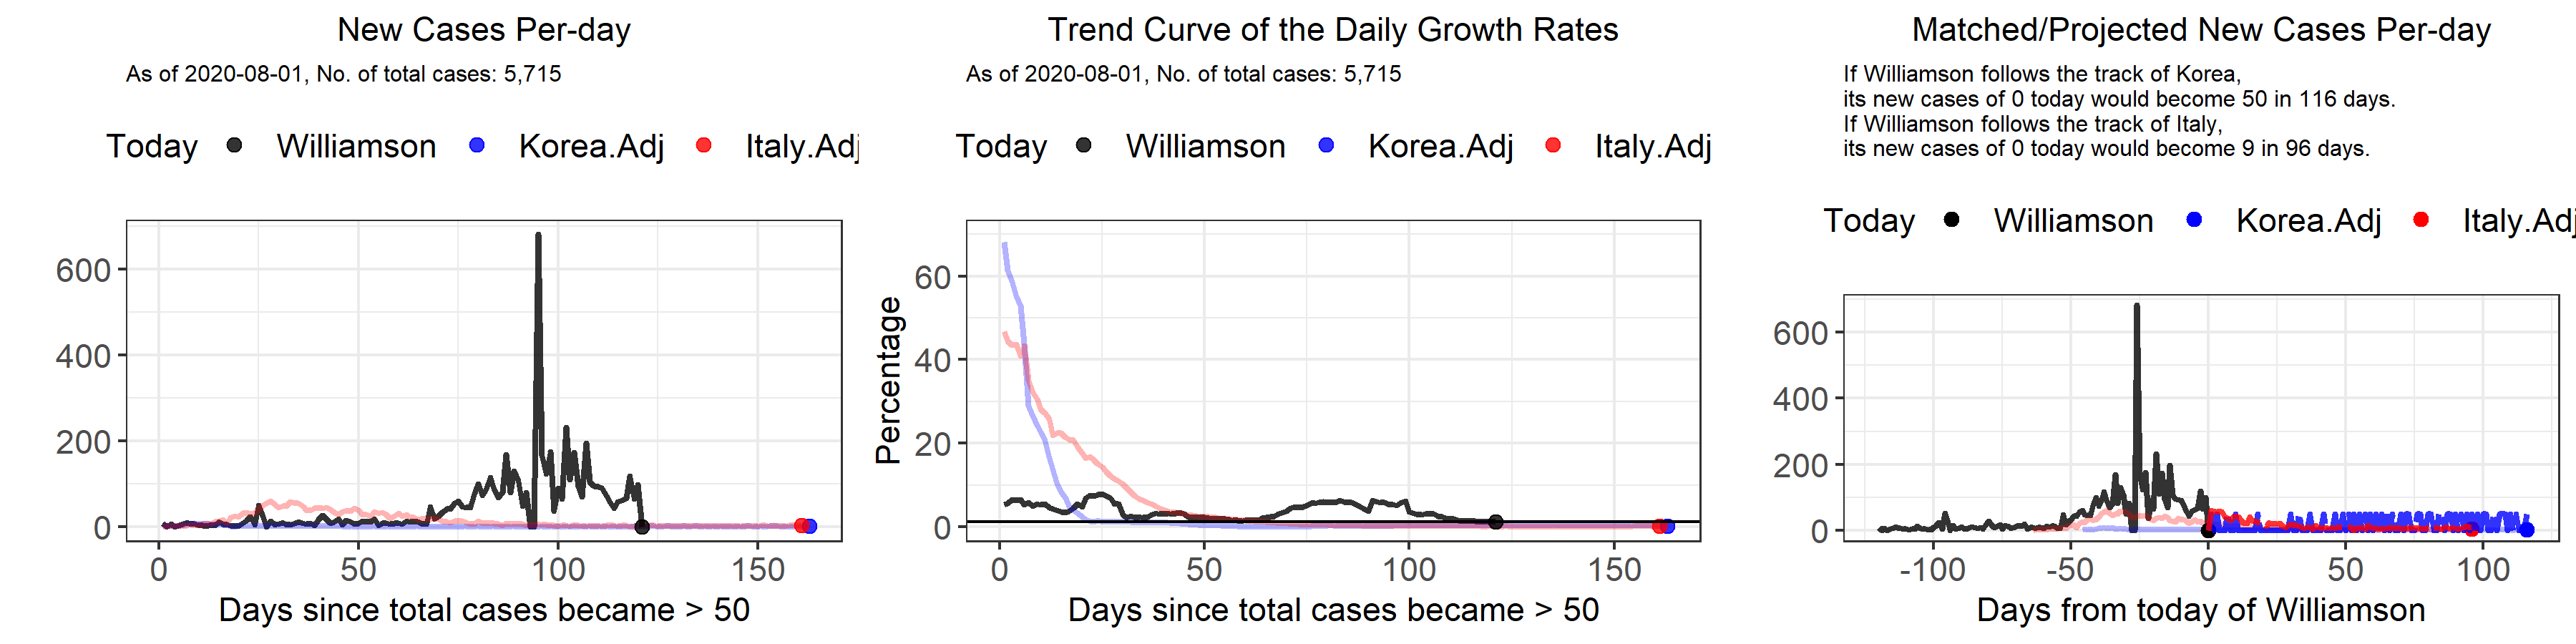 New Cases Per-day
As of 2020-08-01, No. of total cases: 5,715
Today Williamson Korea.Adj Italy.Adj
600
400
200
0
0 50 100 150
Days since total cases became > 50
Trend Curve of the Daily Growth Rates
As of 2020-08-01, No. of total cases: 5,715
Today Williamson Korea.Adj Italy.Adj
Percentage
60
40
20
0
0 50 100 150
Days since total cases became > 50
Matched/Projected New Cases Per-day
If Williamson follows the track of Korea,
its new cases of 0 today would become 50 in 116 days.
If Williamson follows the track of Italy,
its new cases of 0 today would become 9 in 96 days.
Today Williamson Korea.Adj Italy.Adj
600
400
200
0
-100 -50 0 50 100
Days from today of Williamson